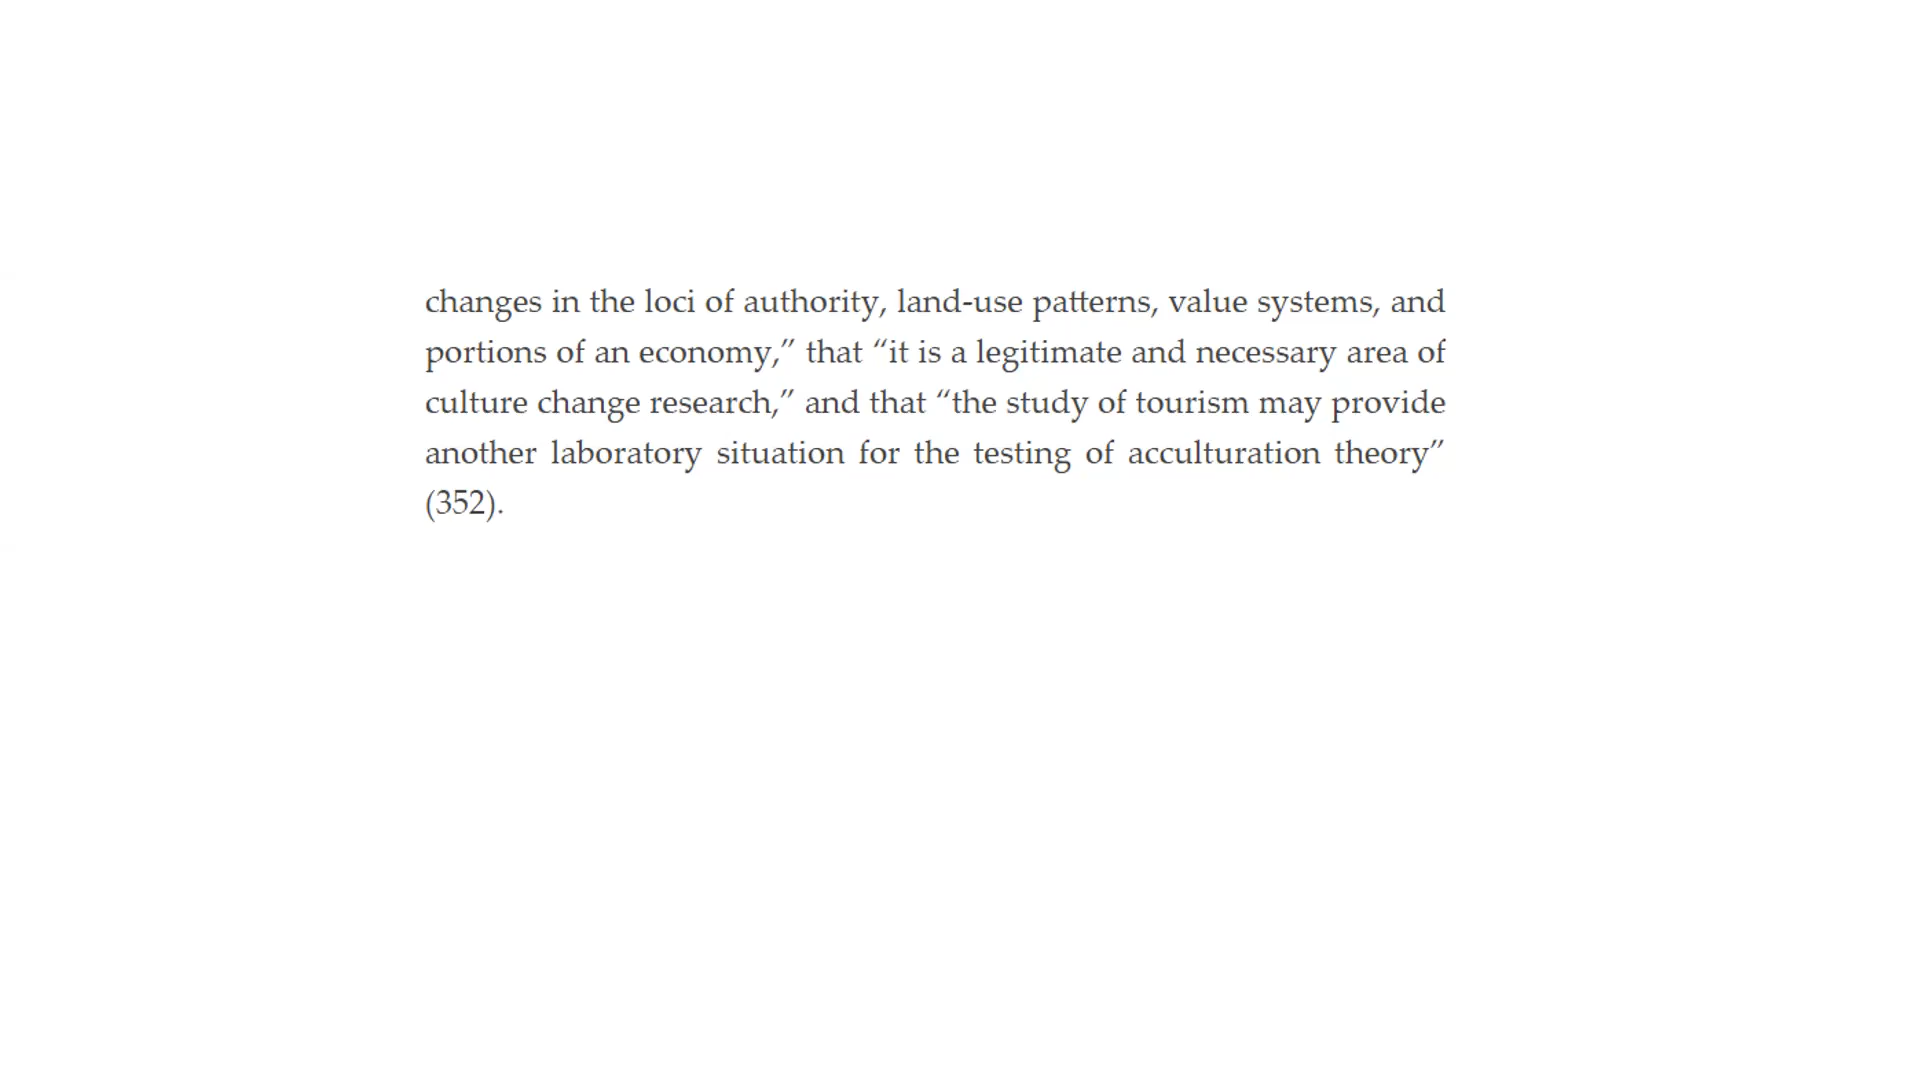 changes in the loci of authority, land-use patterns, value systems, and
portions of an economy,” that “it is a legitimate and necessary area of
culture change research,” and that “the study of tourism may provide
another laboratory situation for the testing of acculturation theory”
(352).